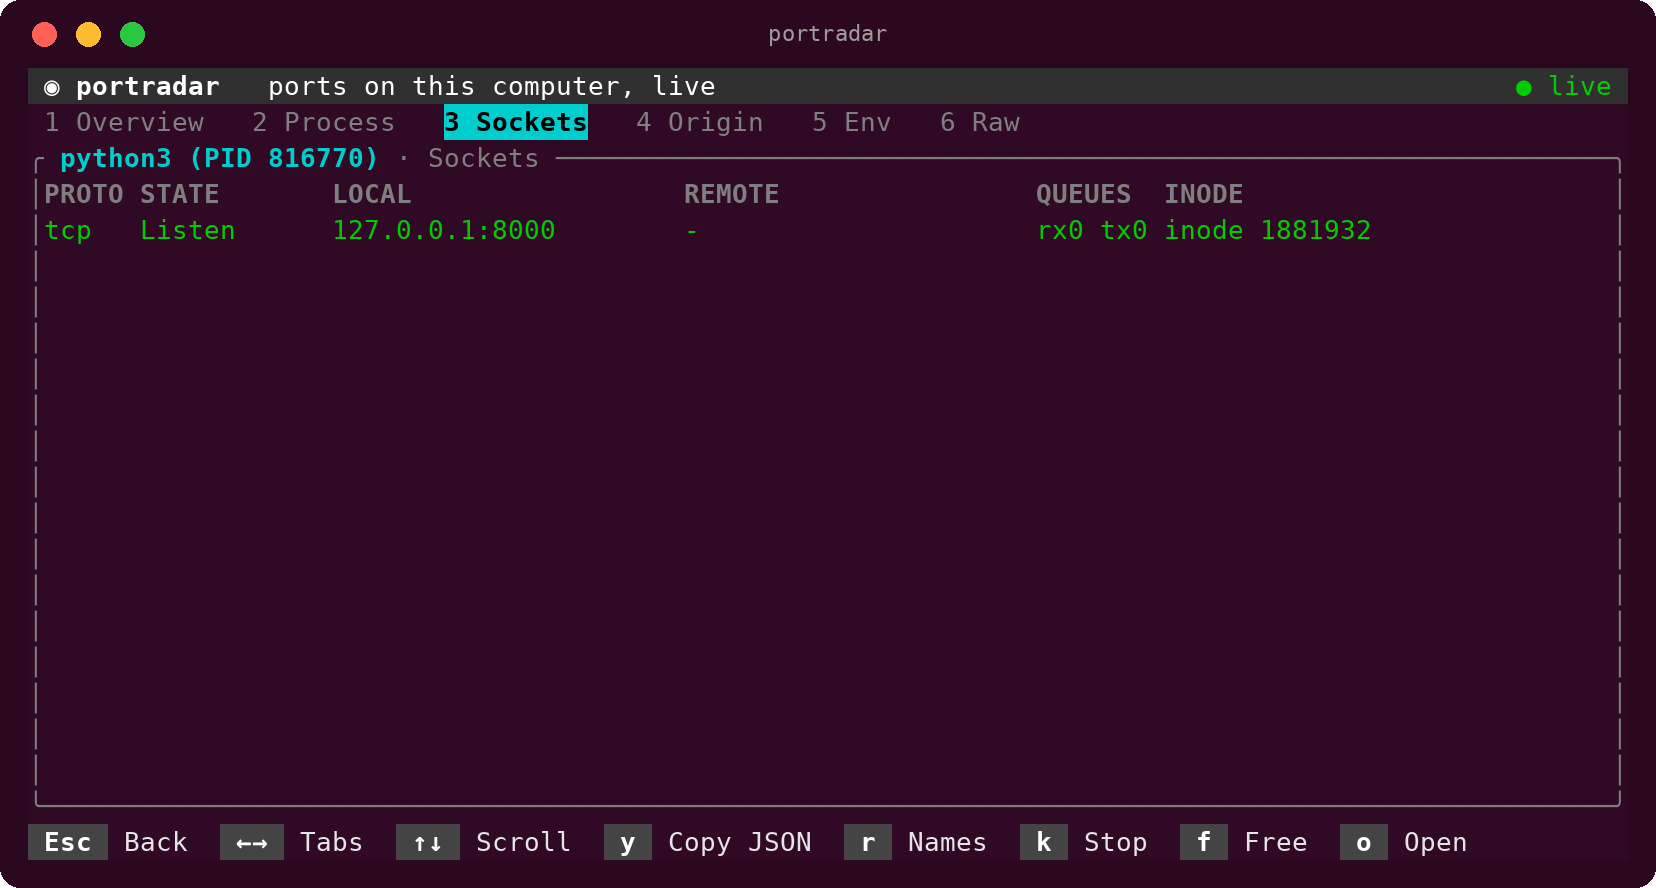 portradar
◉ portradar ports on this computer, live ● live
1 Overview 2 Process 3 Sockets 4 Origin 5 Env 6 Raw
python3 (PID 816770) · Sockets
PROTO STATE LOCAL REMOTE QUEUES INODE
tcp Listen 127.0.0.1:8000 - rx0 tx0 inode 1881932
Esc Back ←→ Tabs ↑↓ Scroll y Copy JSON r Names k Stop f Free o Open